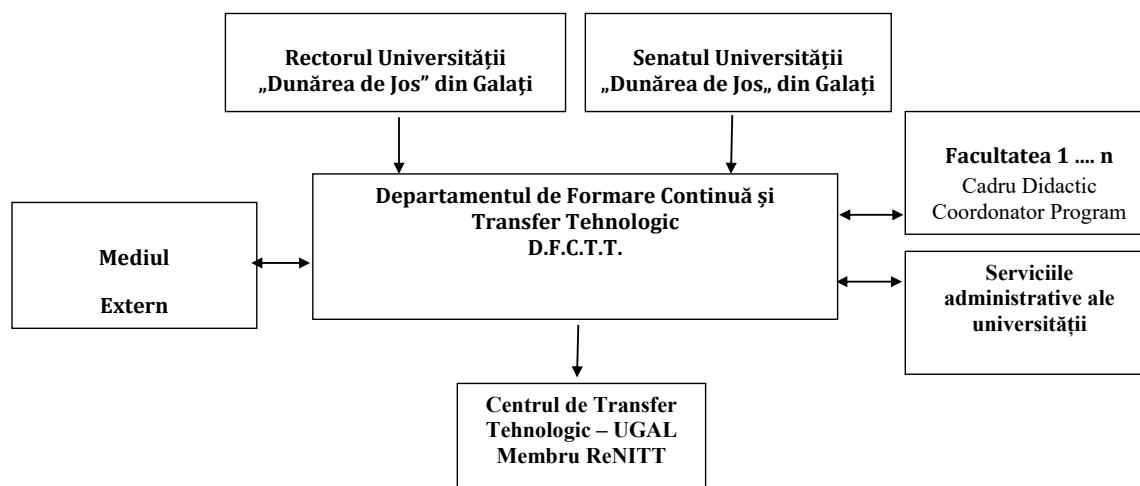 Rectorul Universității
„Dunărea de Jos” din Galați
Senatul Universității
„Dunărea de Jos„ din Galați
Facultatea 1 .... n
Cadru Didactic
Coordonator Program
Departamentul de Formare Continuă și
Transfer Tehnologic
D.F.C.T.T.
Mediul
Extern
Serviciile
administrative ale
universității
Centrul de Transfer
Tehnologic – UGAL
Membru ReNITT